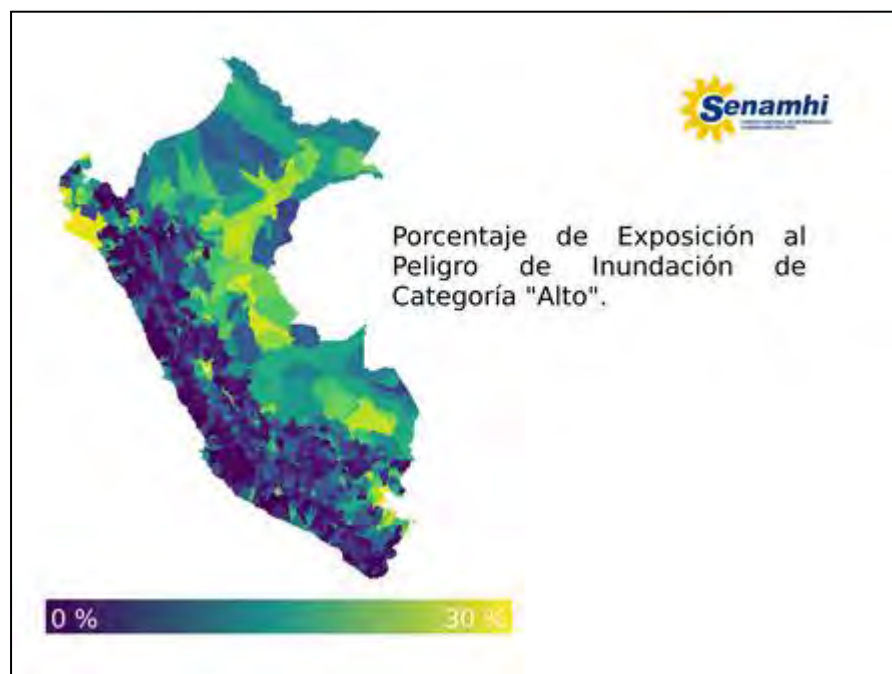 Senamhi
Porcentaje de Exposición al
Peligro de Inundación de
Categoría "Alto".
0 %
30 %